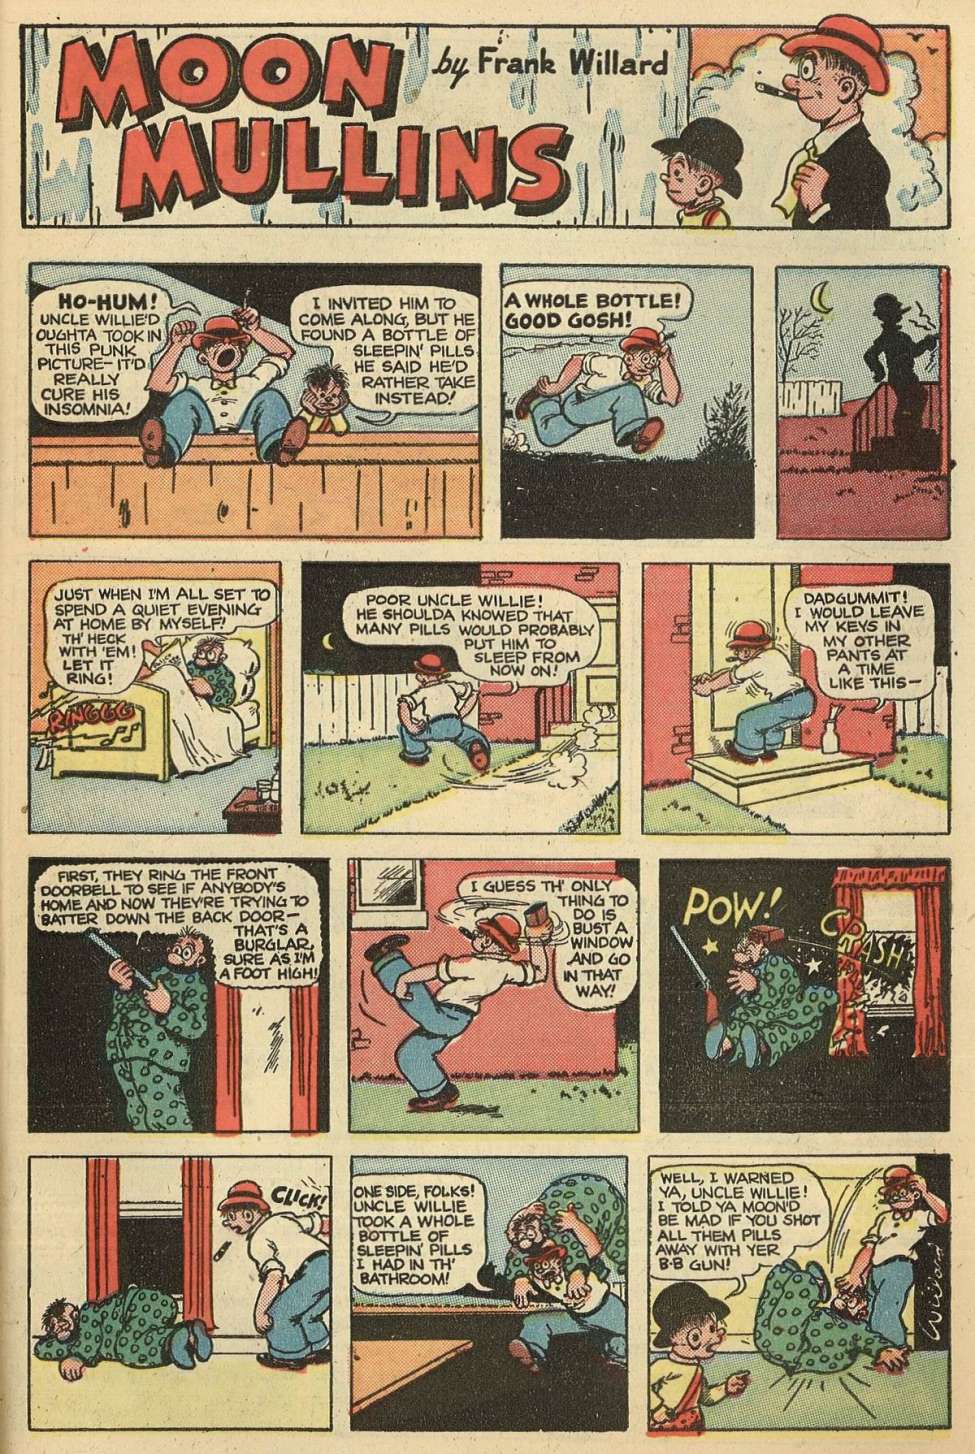 MOON
MULLINS
by Frank Willard
HO-HUM!
UNCLE WILLIE'D
OUGHTA TOOK IN
THIS PUNK
PICTURE— IT'D
REALLY
CURE HIS
INSOMNIA!
I INVITED HIM TO
COME ALONG, BUT HE
FOUND A BOTTLE OF
SLEEPIN' PILLS
HE SAID HE'D
RATHER TAKE
INSTEAD!
A WHOLE BOTTLE!
GOOD GOSH!
JUST WHEN I'M ALL SET TO
SPEND A QUIET EVENING
AT HOME BY MYSELF!
TH' HECK
WITH 'EM!
LET IT
RING!
RINGGG
POOR UNCLE WILLIE!
HE SHOULDA KNOWED THAT
MANY PILLS WOULD PROBABLY
PUT HIM TO
SLEEP FROM
NOW ON!
DADGUMMIT!
I WOULD LEAVE
MY KEYS IN
MY OTHER
PANTS AT
A TIME
LIKE THIS—
FIRST, THEY RING THE FRONT
DOORBELL TO SEE IF ANYBODY'S
HOME AND NOW THEY'RE TRYING TO
BATTER DOWN THE BACK DOOR—
THAT'S A
BURGLAR,
SURE AS I'M
A FOOT HIGH!
I GUESS TH' ONLY
THING TO
DO IS
BUST A
WINDOW
AND GO
IN THAT
WAY!
POW!
CRASH
CLICK!
ONE SIDE, FOLKS!
UNCLE WILLIE
TOOK A WHOLE
BOTTLE OF
SLEEPIN' PILLS
I HAD IN TH'
BATHROOM!
WELL, I WARNED
YA, UNCLE WILLIE!
I TOLD YA MOON'D
BE MAD IF YOU SHOT
ALL THEM PILLS
AWAY WITH YER
B-B GUN!
Willard